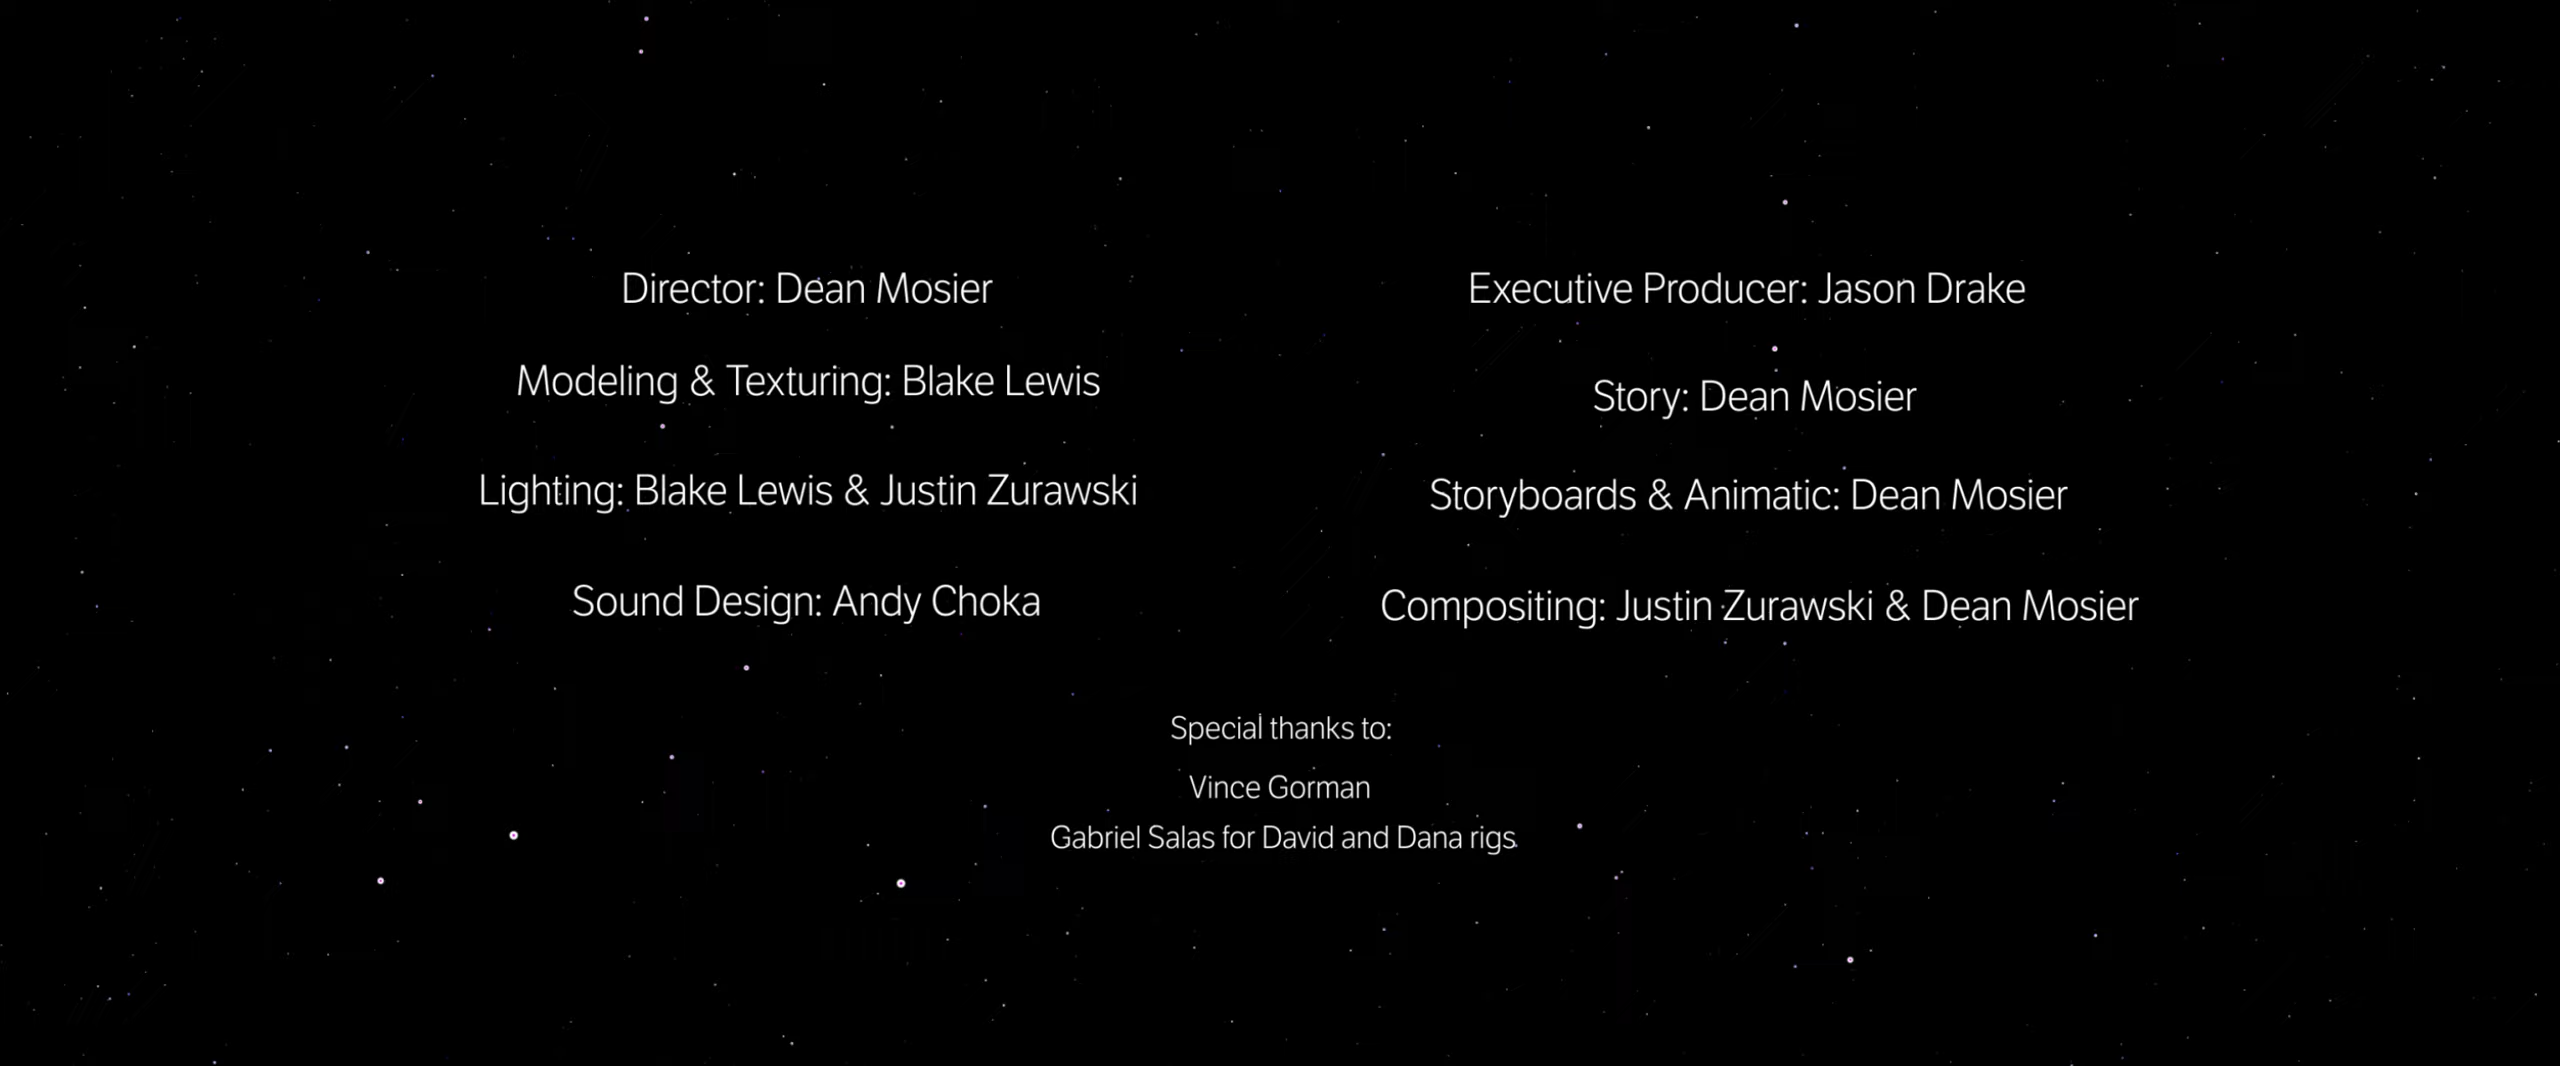 Director: Dean Mosier
Modeling & Texturing: Blake Lewis
Lighting: Blake Lewis & Justin Zurawski
Sound Design: Andy Choka
Executive Producer: Jason Drake
Story: Dean Mosier
Storyboards & Animatic: Dean Mosier
Compositing: Justin Zurawski & Dean Mosier
Special thanks to:
Vince Gorman
Gabriel Salas for David and Dana rigs